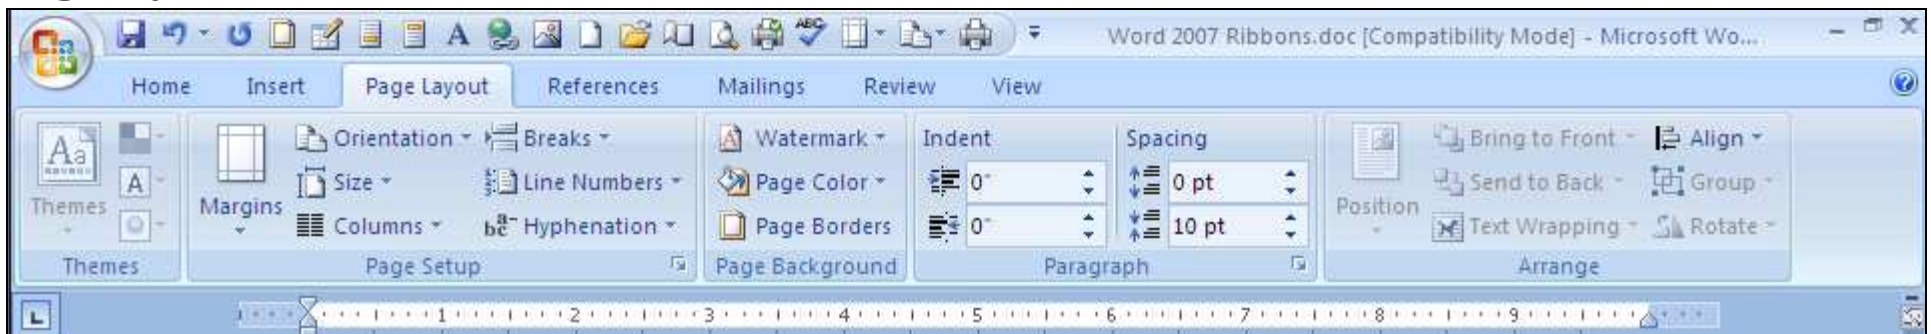 ABC
Word 2007 Ribbons.doc [Compatibility Mode] - Microsoft Wo...
Home Insert Page Layout References Mailings Review View
Aa
A
Themes
Margins
Orientation
Size
Columns
Breaks
Line Numbers
Hyphenation
Themes
Page Setup
Watermark
Page Color
Page Borders
Page Background
Indent
0"
0"
Spacing
0 pt
10 pt
Paragraph
Position
Bring to Front
Send to Back
Text Wrapping
Align
Group
Rotate
Arrange
L
1 1 2 3 4 5 6 7 8 9